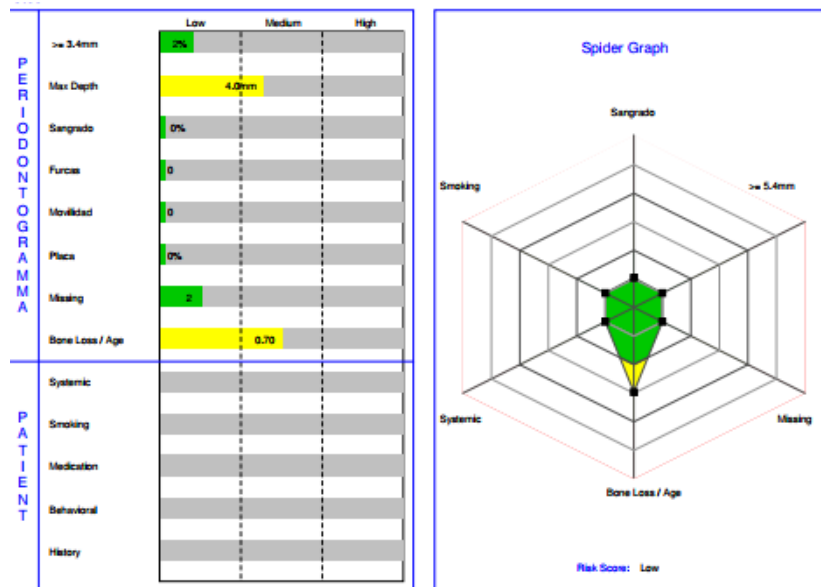 Low Medium High
PERIODONTOGRAMMA
>= 3.4mm 2%
Max Depth 4.0mm
Sangrado 0%
Furcas 0
Movilidad 0
Placa 0%
Missing 2
Bone Loss / Age 0.70
PATIENT
Systemic
Smoking
Medication
Behavioral
History
Spider Graph
Sangrado
Smoking >= 5.4mm
Systemic Missing
Bone Loss / Age
Risk Score: Low